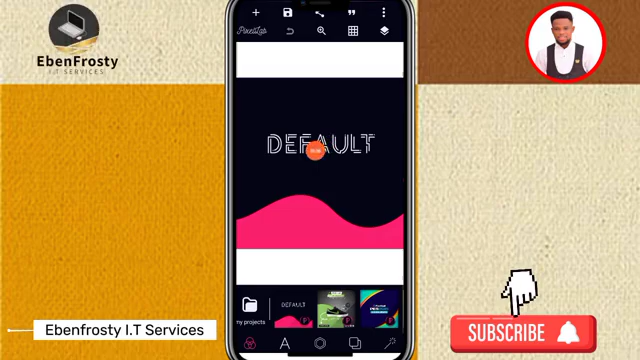 EbenFrosty
I.T SERVICES
PixelLab
DEFAULT
my projects
DEFAULT
Ebenfrosty I.T Services
SUBSCRIBE